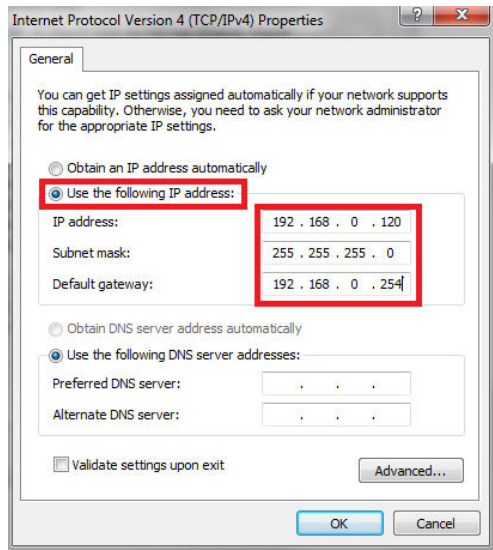 Internet Protocol Version 4 (TCP/IPv4) Properties
General
You can get IP settings assigned automatically if your network supports
this capability. Otherwise, you need to ask your network administrator
for the appropriate IP settings.
Obtain an IP address automatically
Use the following IP address:
IP address: 192 . 168 . 0 . 120
Subnet mask: 255 . 255 . 255 . 0
Default gateway: 192 . 168 . 0 . 254
Obtain DNS server address automatically
Use the following DNS server addresses:
Preferred DNS server: . . .
Alternate DNS server: . . .
Validate settings upon exit
Advanced...
OK Cancel